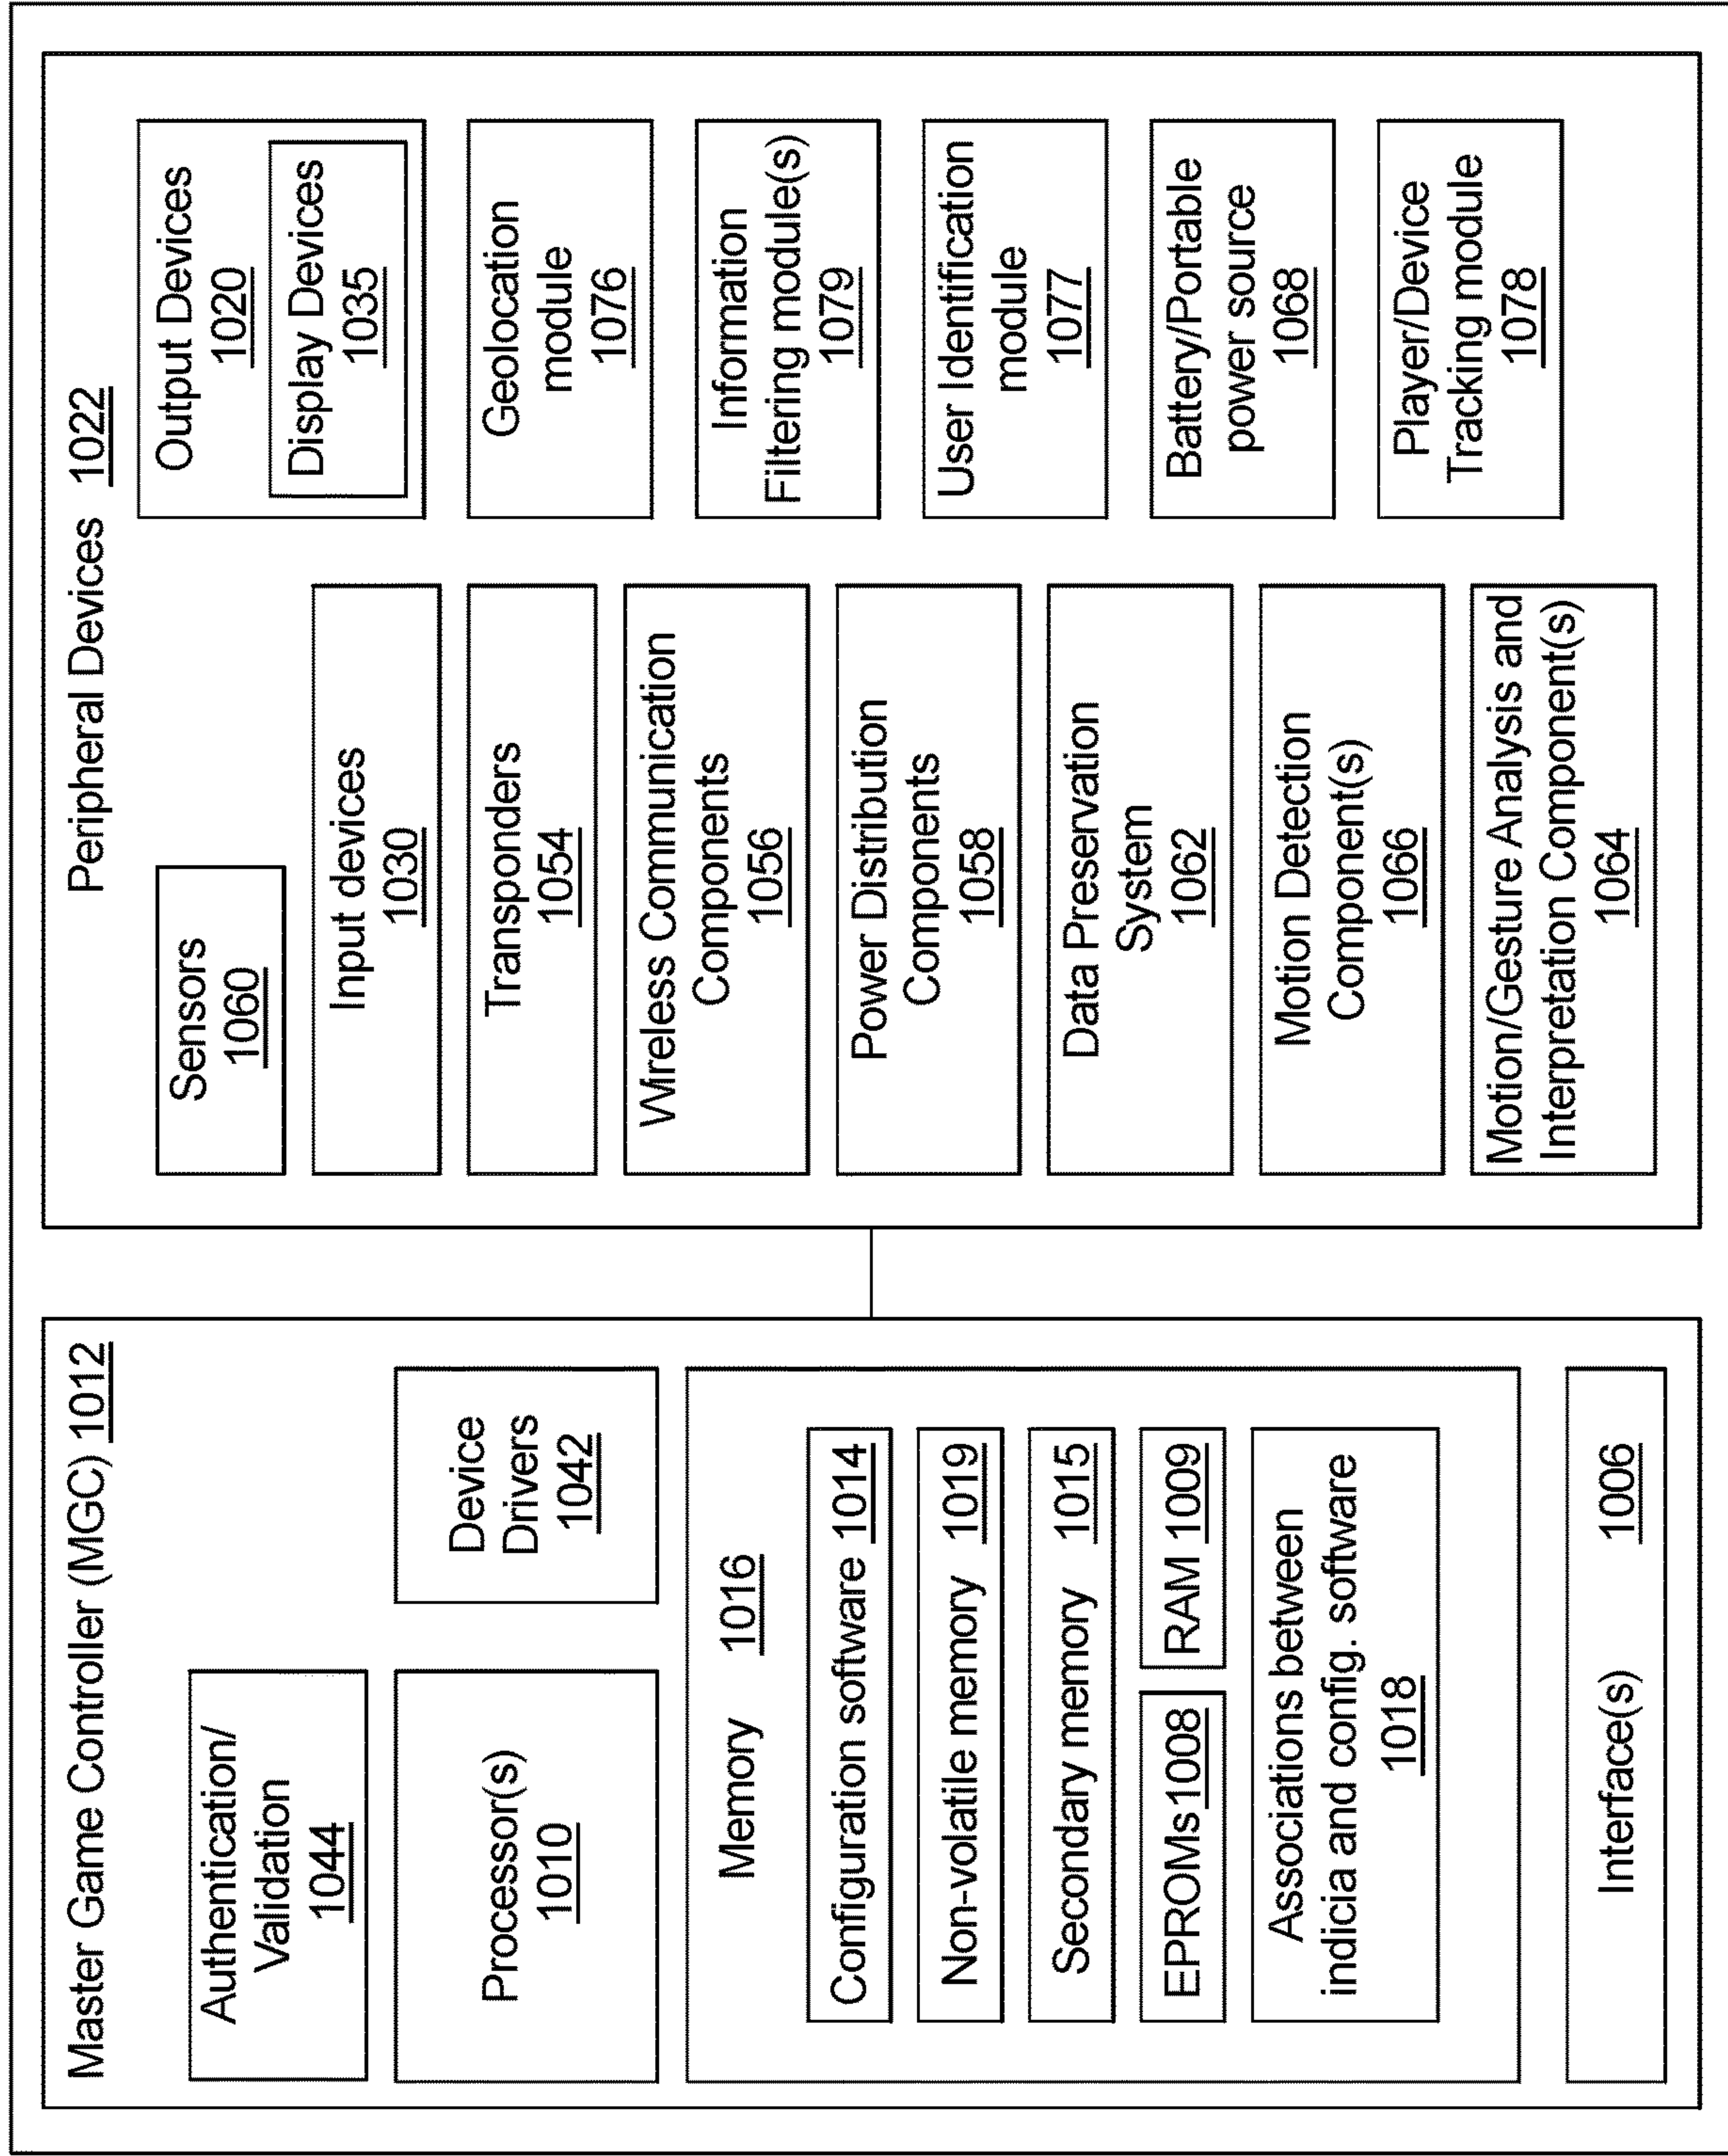 Master Game Controller (MGC) 1012
Authentication/
Validation
1044
Processor(s)
1010
Device
Drivers
1042
Memory 1016
Configuration software 1014
Non-volatile memory 1019
Secondary memory 1015
EPROMs1008
RAM 1009
Associations between
indicia and config. software
1018
Interface(s) 1006
Peripheral Devices 1022
Sensors
1060
Input devices
1030
Transponders
1054
Wireless Communication
Components
1056
Power Distribution
Components
1058
Data Preservation
System
1062
Motion Detection
Component(s)
1066
Motion/Gesture Analysis and
Interpretation Component(s)
1064
Output Devices
1020
Display Devices
1035
Geolocation
module
1076
Information
Filtering module(s)
1079
User Identification
module
1077
Battery/Portable
power source
1068
Player/Device
Tracking module
1078